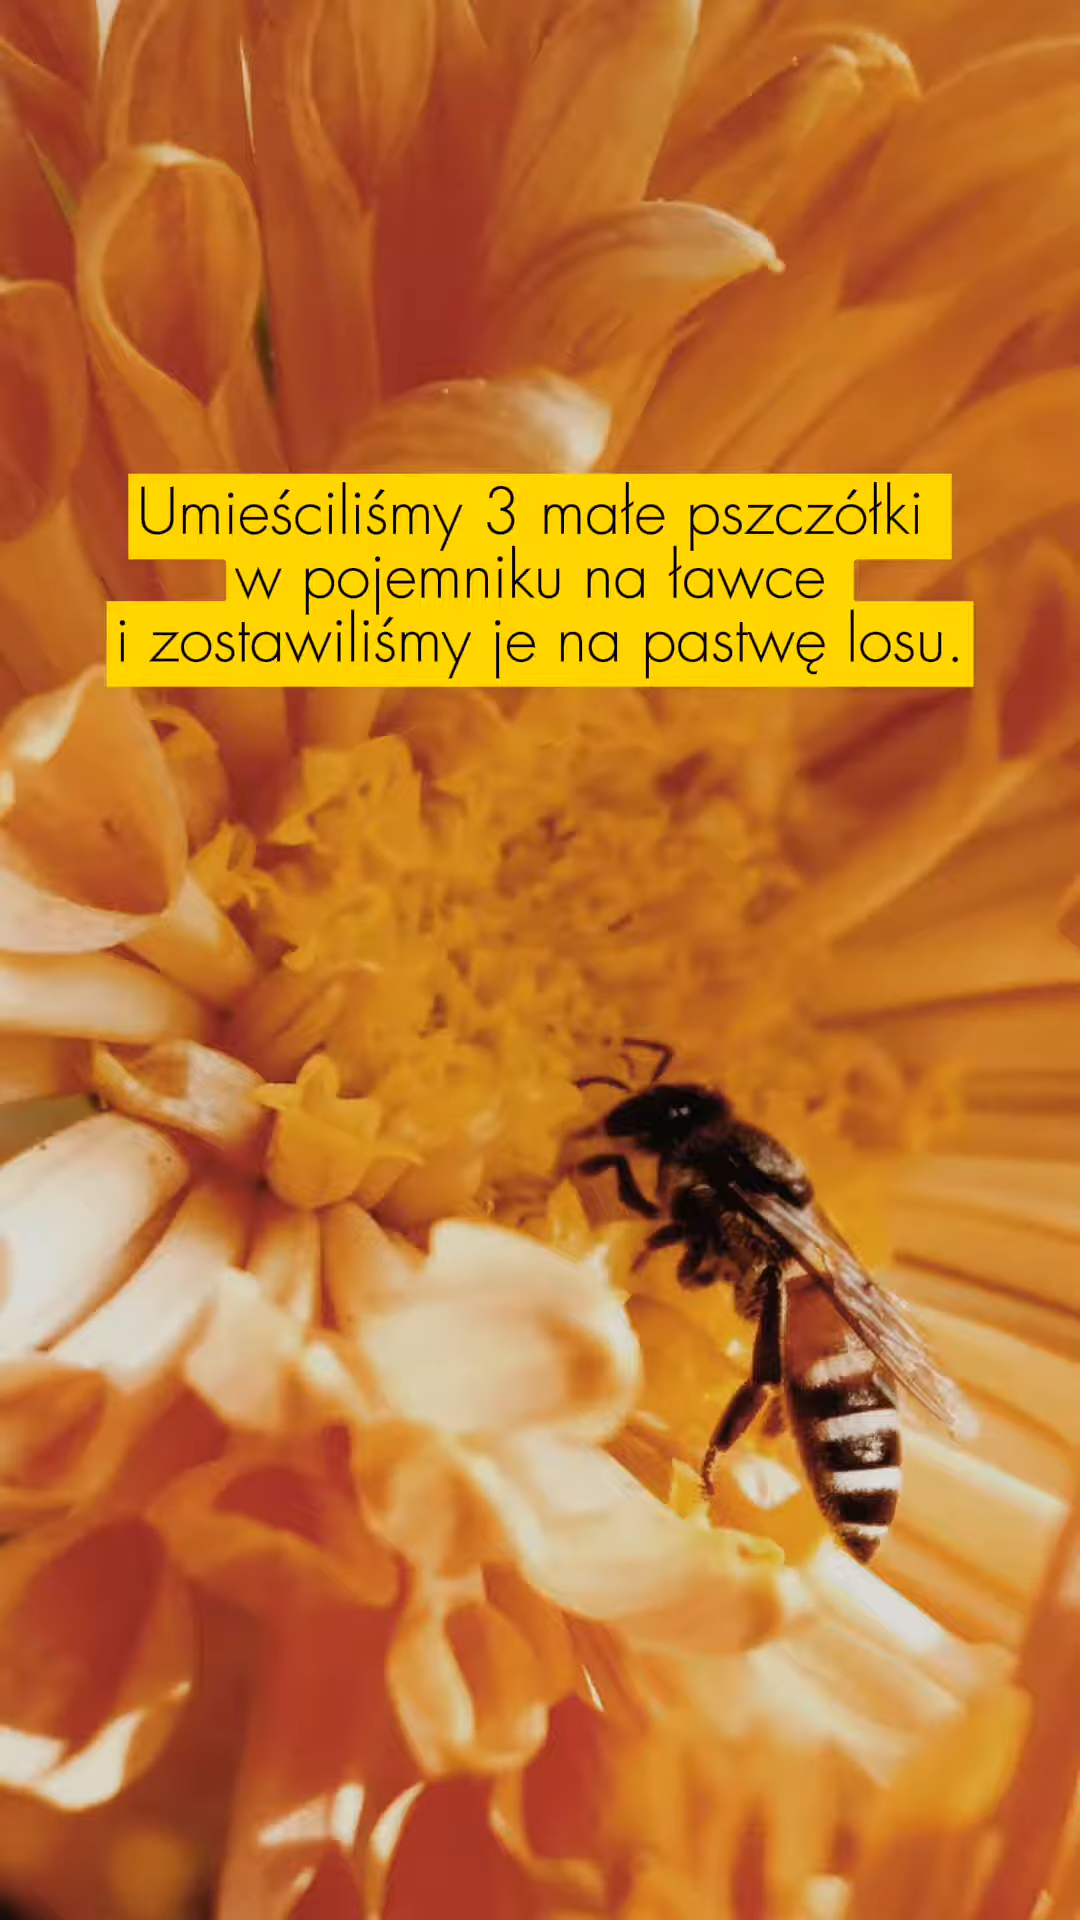 Umieściliśmy 3 małe pszczółki
w pojemniku na ławce
i zostawiliśmy je na pastwę losu.